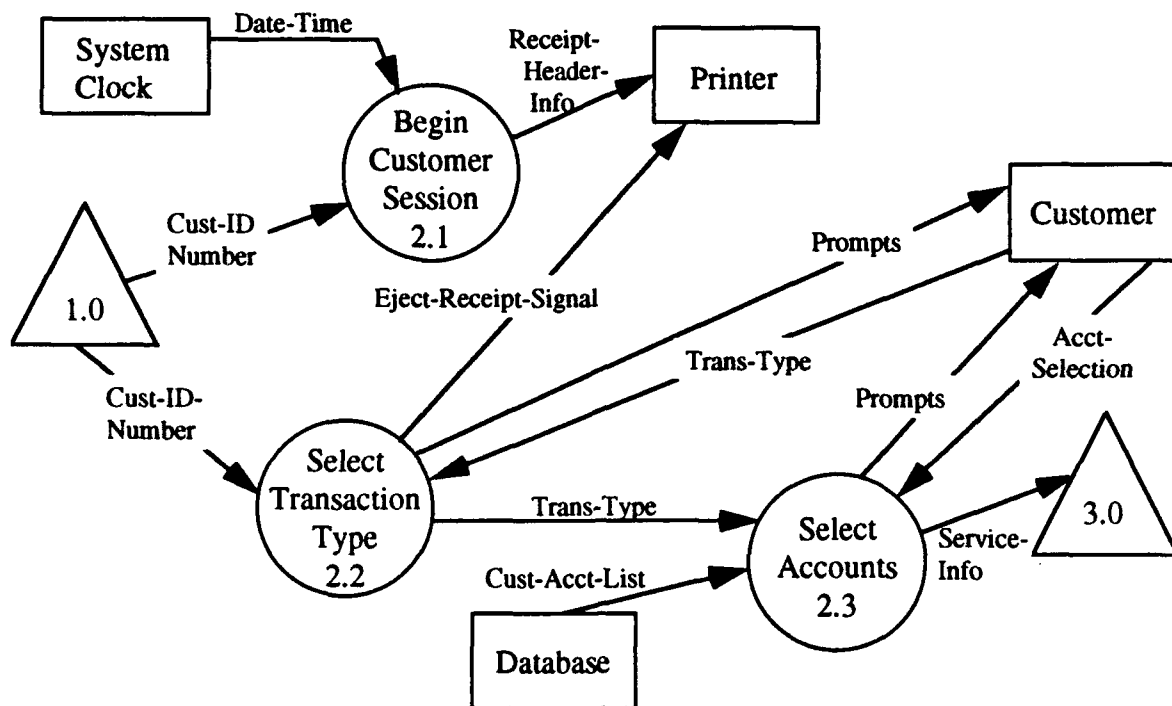 Date-Time
System
Clock
Receipt-
Header-
Info
Printer
Begin
Customer
Session
2.1
Cust-ID
Number
1.0
Customer
Prompts
Eject-Receipt-Signal
Trans-Type
Acct-
Selection
Prompts
Cust-ID-
Number
Select
Transaction
Type
2.2
Trans-Type
Select
Accounts
2.3
3.0
Service-
Info
Cust-Acct-List
Database